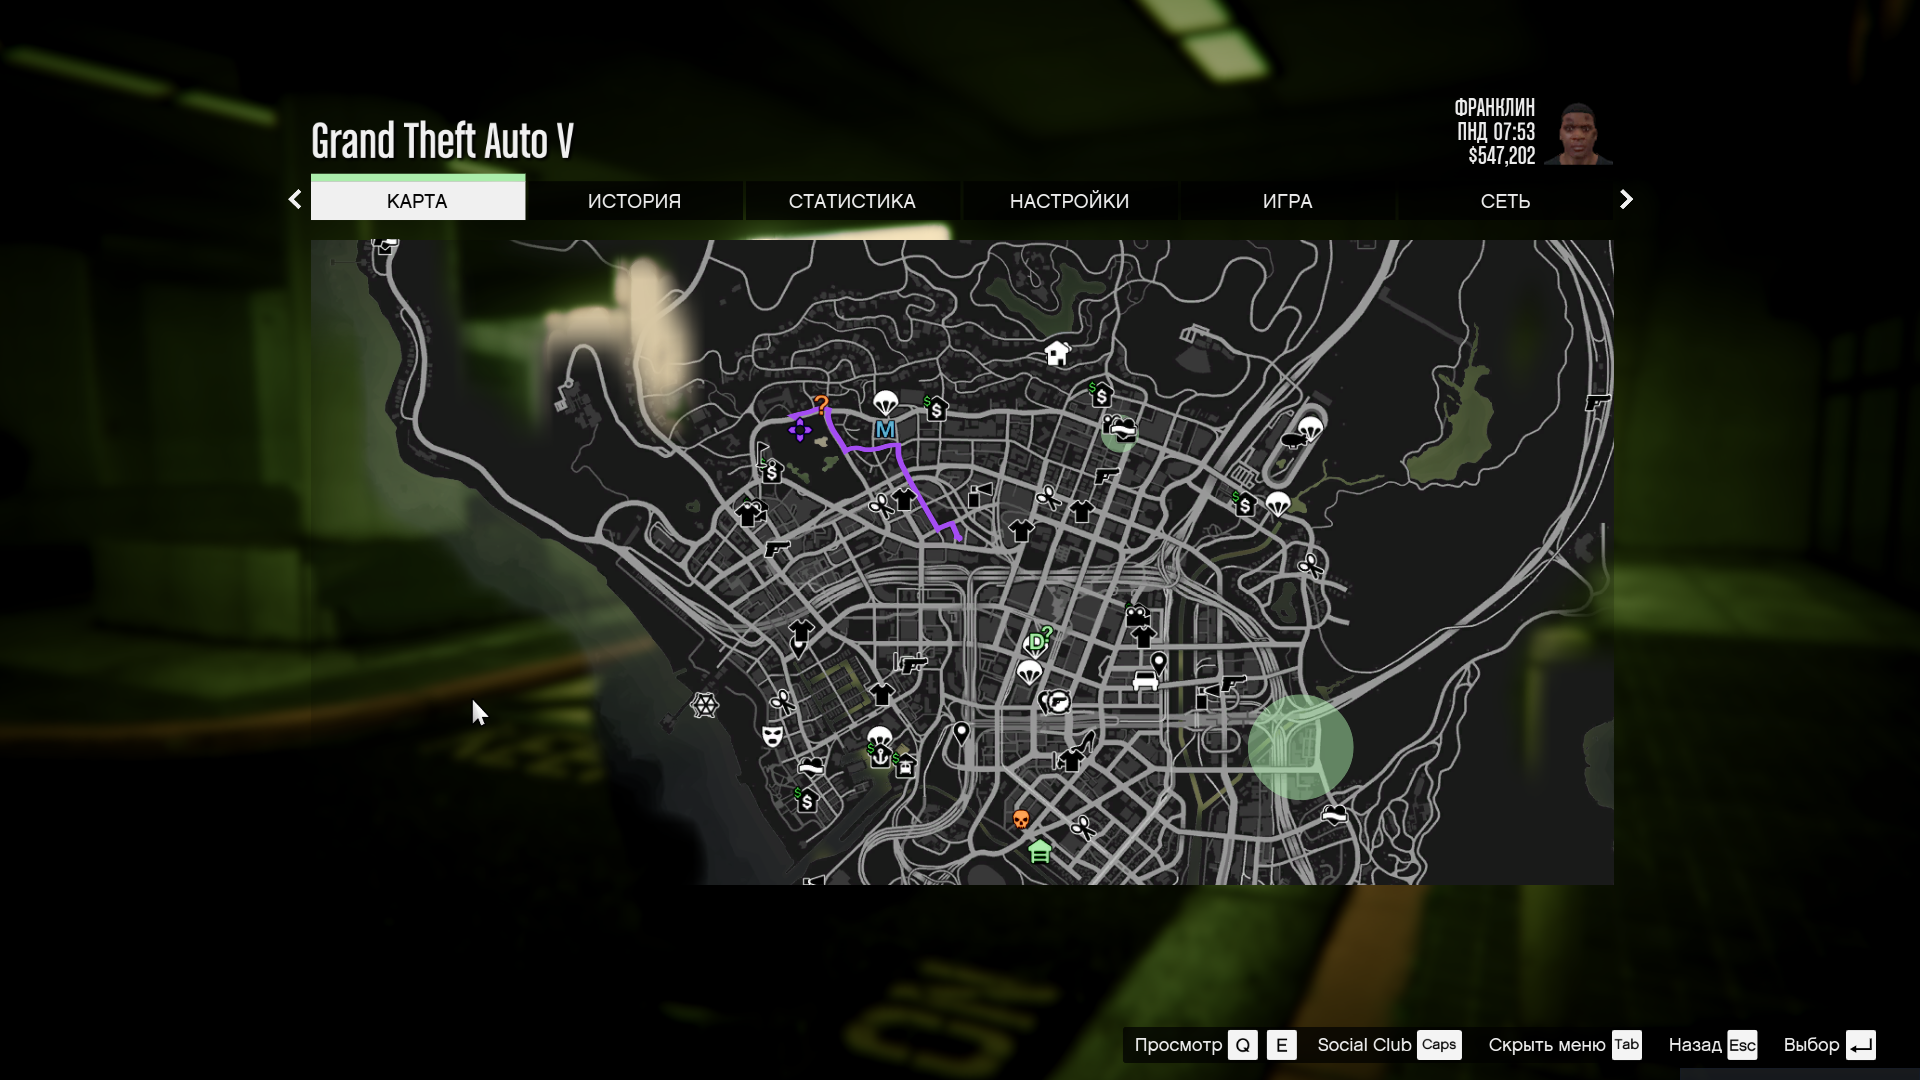 Grand Theft Auto V
ФРАНКЛИН
ПНД 07:53
$547,202
КАРТА
ИСТОРИЯ
СТАТИСТИКА
НАСТРОЙКИ
ИГРА
СЕТЬ
?
M
D?
Просмотр Q E Social Club Caps Скрыть меню Tab Назад Esc Выбор